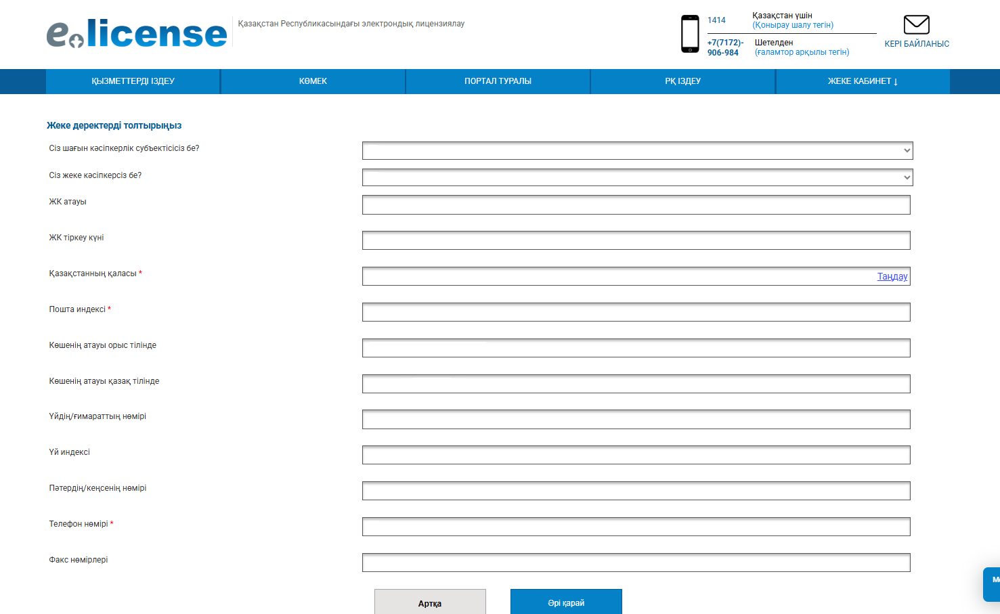 e.license
Қазақстан Республикасындағы электрондық лицензиялау
1414
Қазақстан үшін
(Қонырау шалу тегін)
+7(7172)-
906-984
Шетелден
(ғаламтор арқылы тегін)
КЕРІ БАЙЛАНЫС
ҚЫЗМЕТТЕРДІ ІЗДЕУ
КӨМЕК
ПОРТАЛ ТУРАЛЫ
РҚ ІЗДЕУ
ЖЕКЕ КАБИНЕТ ↓
Жеке деректерді толтырыңыз
Сіз шағын кәсіпкерлік субъектісісіз бе?
Сіз жеке кәсіпкерсіз бе?
ЖК атауы
ЖК тіркеу күні
Қазақстанның қаласы *
Таңдау
Пошта индексі *
Көшенің атауы орыс тілінде
Көшенің атауы қазақ тілінде
Үйдің/ғимараттың нөмірі
Үй индексі
Пәтердің/кеңсенің нөмірі
Телефон нөмірі *
Факс нөмірлері
Артқа
Әрі қарай